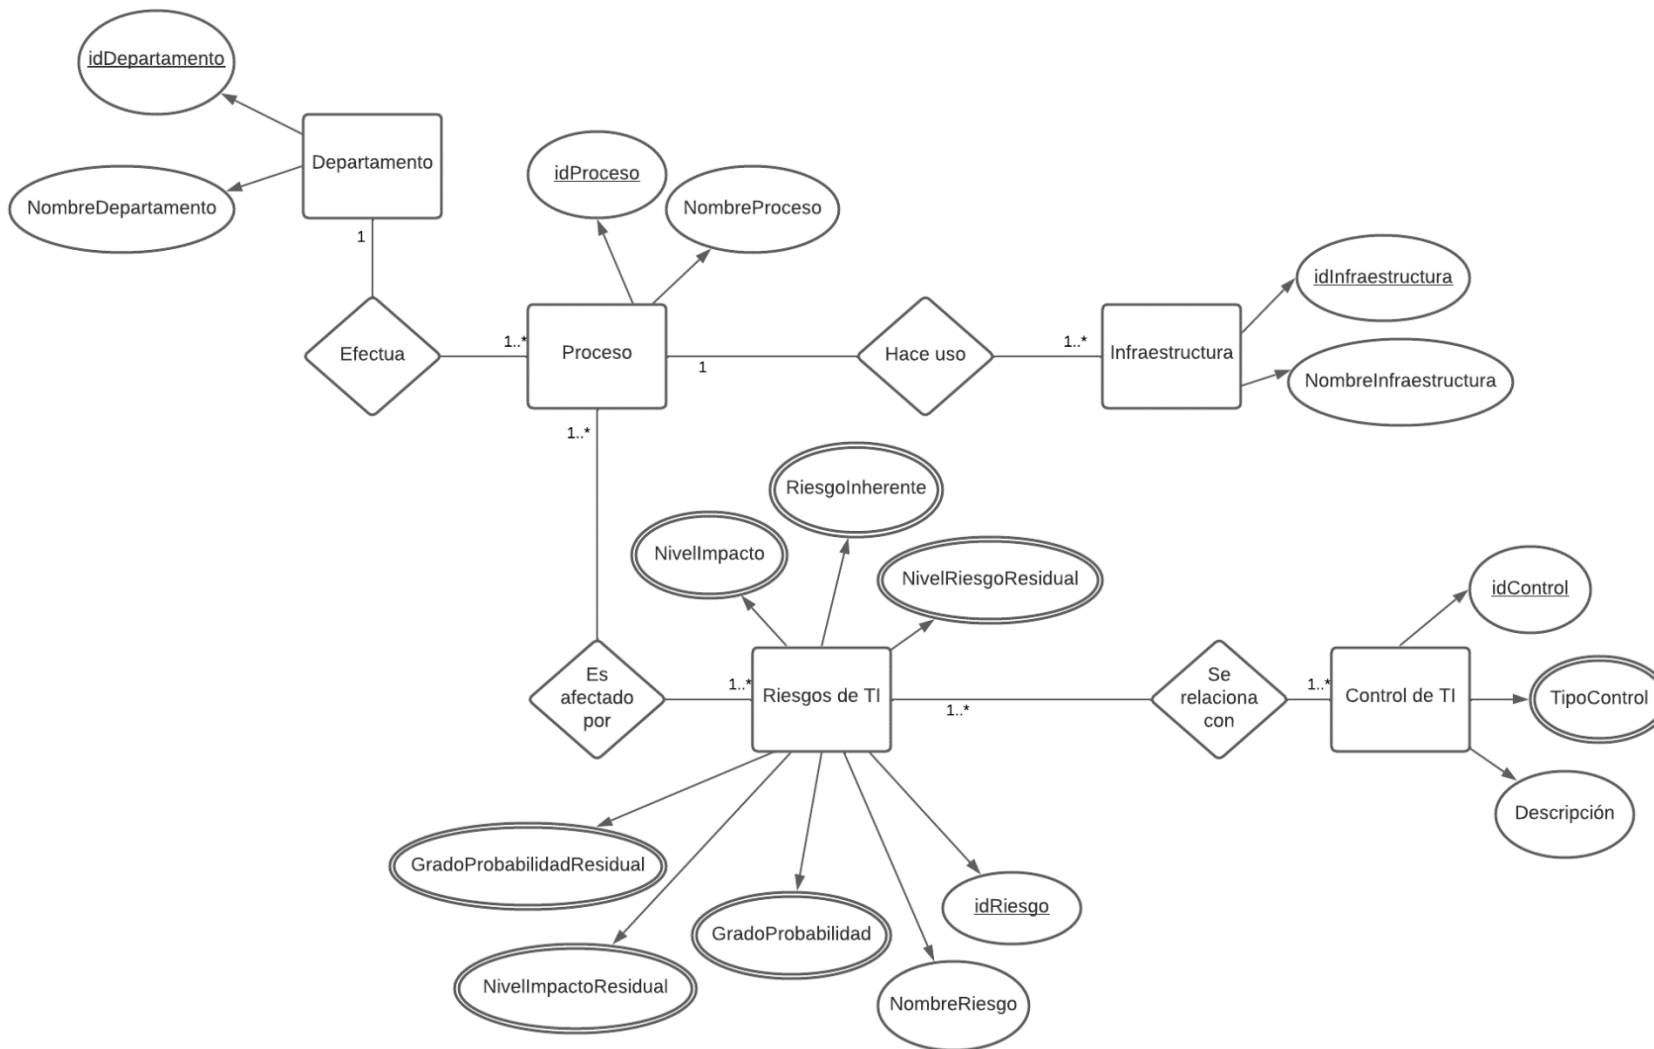 idDepartamento
Departamento
NombreDepartamento
idProceso
NombreProceso
1
idInfraestructura
Efectua
1..*
Proceso
1
Hace uso
1..*
Infraestructura
NombreInfraestructura
1..*
RiesgoInherente
NivelImpacto
NivelRiesgoResidual
idControl
Es
afectado
por
1..*
Riesgos de TI
1..*
Se
relaciona
con
1..*
Control de TI
TipoControl
Descripción
GradoProbabilidadResidual
idRiesgo
GradoProbabilidad
NivelImpactoResidual
NombreRiesgo